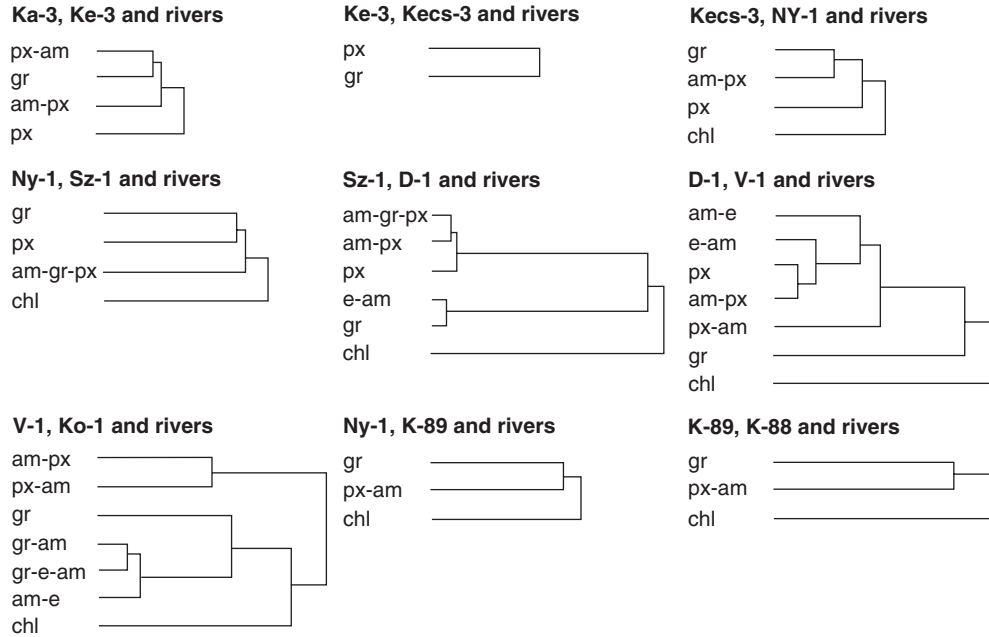 Ka-3, Ke-3 and rivers
px-am
gr
am-px
px
Ke-3, Kecs-3 and rivers
px
gr
Kecs-3, NY-1 and rivers
gr
am-px
px
chl
Ny-1, Sz-1 and rivers
gr
px
am-gr-px
chl
Sz-1, D-1 and rivers
am-gr-px
am-px
px
e-am
gr
chl
D-1, V-1 and rivers
am-e
e-am
px
am-px
px-am
gr
chl
V-1, Ko-1 and rivers
am-px
px-am
gr
gr-am
gr-e-am
am-e
chl
Ny-1, K-89 and rivers
gr
px-am
chl
K-89, K-88 and rivers
gr
px-am
chl